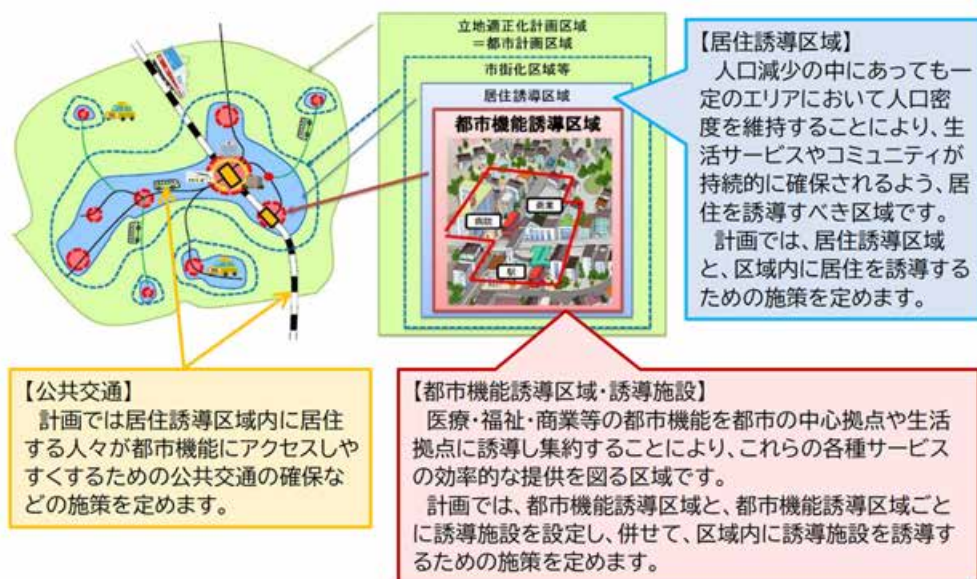 立地適正化計画区域
＝都市計画区域
市街化区域等
居住誘導区域
都市機能誘導区域
病院
商業
駅
【居住誘導区域】
人口減少の中にあっても一
定のエリアにおいて人口密
度を維持することにより、生
活サービスやコミュニティが
持続的に確保されるよう、居
住を誘導すべき区域です。
計画では、居住誘導区域
と、区域内に居住を誘導する
ための施策を定めます。
【公共交通】
計画では居住誘導区域内に居住
する人々が都市機能にアクセスしや
すくするための公共交通の確保な
どの施策を定めます。
【都市機能誘導区域・誘導施設】
医療・福祉・商業等の都市機能を都市の中心拠点や生活
拠点に誘導し集約することにより、これらの各種サービス
の効率的な提供を図る区域です。
計画では、都市機能誘導区域と、都市機能誘導区域ごと
に誘導施設を設定し、併せて、区域内に誘導施設を誘導す
るための施策を定めます。